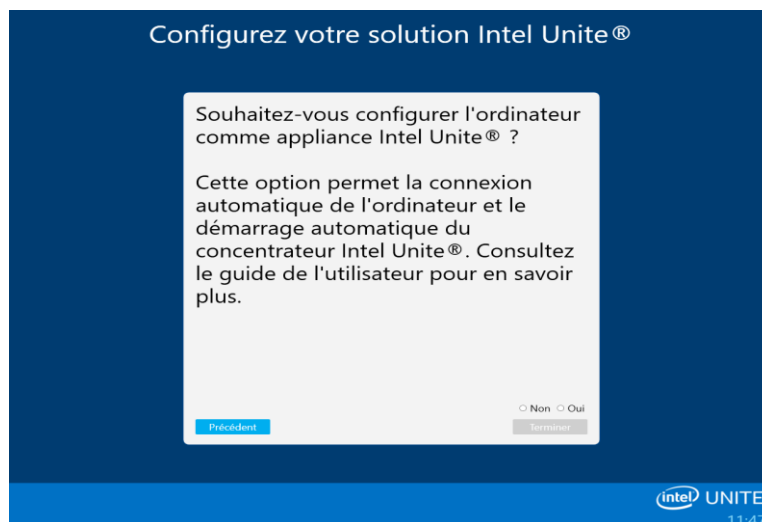 Configurez votre solution Intel Unite®
Souhaitez-vous configurer l'ordinateur
comme appliance Intel Unite® ?
Cette option permet la connexion
automatique de l'ordinateur et le
démarrage automatique du
concentrateur Intel Unite®. Consultez
le guide de l'utilisateur pour en savoir
plus.
Non Oui
Précédent Terminer
intel UNITE